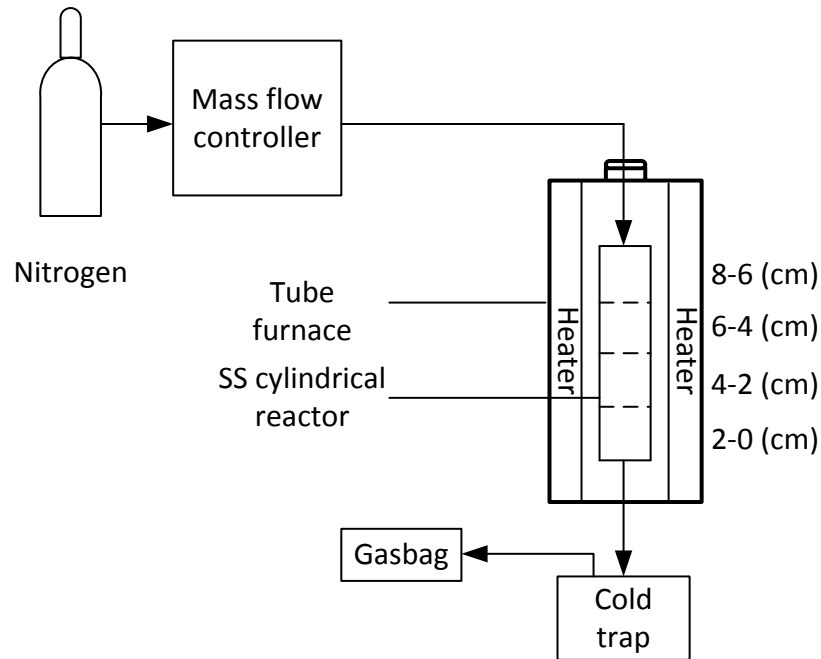 Mass flow
controller
Nitrogen
Tube
furnace
SS cylindrical
reactor
Heater
Heater
8-6 (cm)
6-4 (cm)
4-2 (cm)
2-0 (cm)
Gasbag
Cold
trap